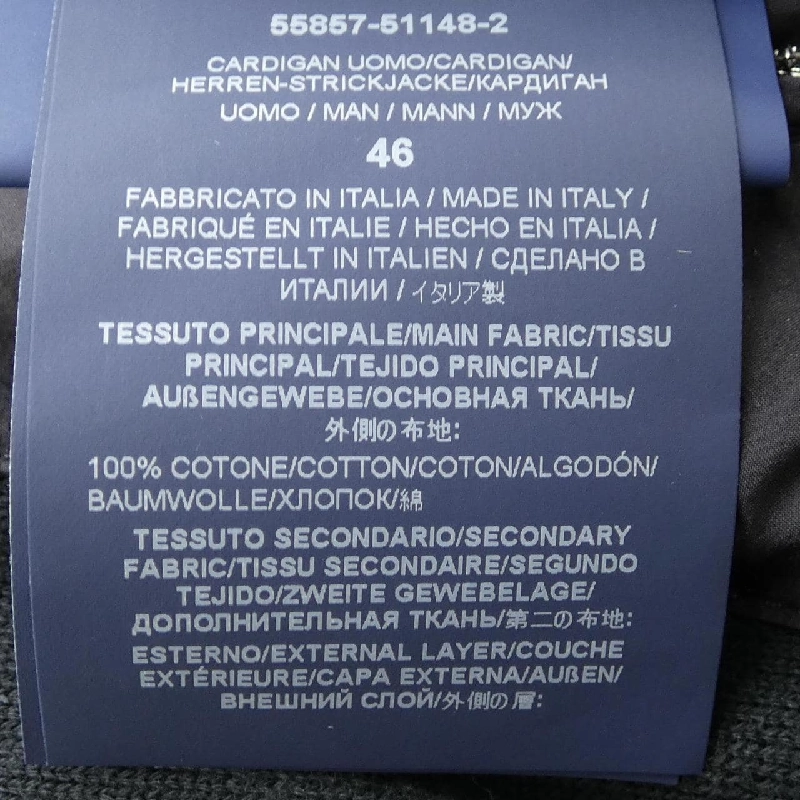 55857-51148-2
CARDIGAN UOMO/CARDIGAN/
HERREN-STRICKJACKE/КАРДИГАН
UOMO / MAN / MANN / МУЖ
46
FABBRICATO IN ITALIA / MADE IN ITALY /
FABRIQUÉ EN ITALIE / HECHO EN ITALIA /
HERGESTELLT IN ITALIEN / СДЕЛАНО В
ИТАЛИИ / イタリア製
TESSUTO PRINCIPALE/MAIN FABRIC/TISSU
PRINCIPAL/TEJIDO PRINCIPAL/
AUßENGEWEBE/ОСНОВНАЯ ТКАНЬ/
外側の布地:
100% COTONE/COTTON/COTON/ALGODÓN/
BAUMWOLLE/ХЛОПОК/綿
TESSUTO SECONDARIO/SECONDARY
FABRIC/TISSU SECONDAIRE/SEGUNDO
TEJIDO/ZWEITE GEWEBELAGE/
ДОПОЛНИТЕЛЬНАЯ ТКАНЬ/第二の布地:
ESTERNO/EXTERNAL LAYER/COUCHE
EXTÉRIEURE/CAPA EXTERNA/AUßEN/
ВНЕШНИЙ СЛОЙ/外側の層: